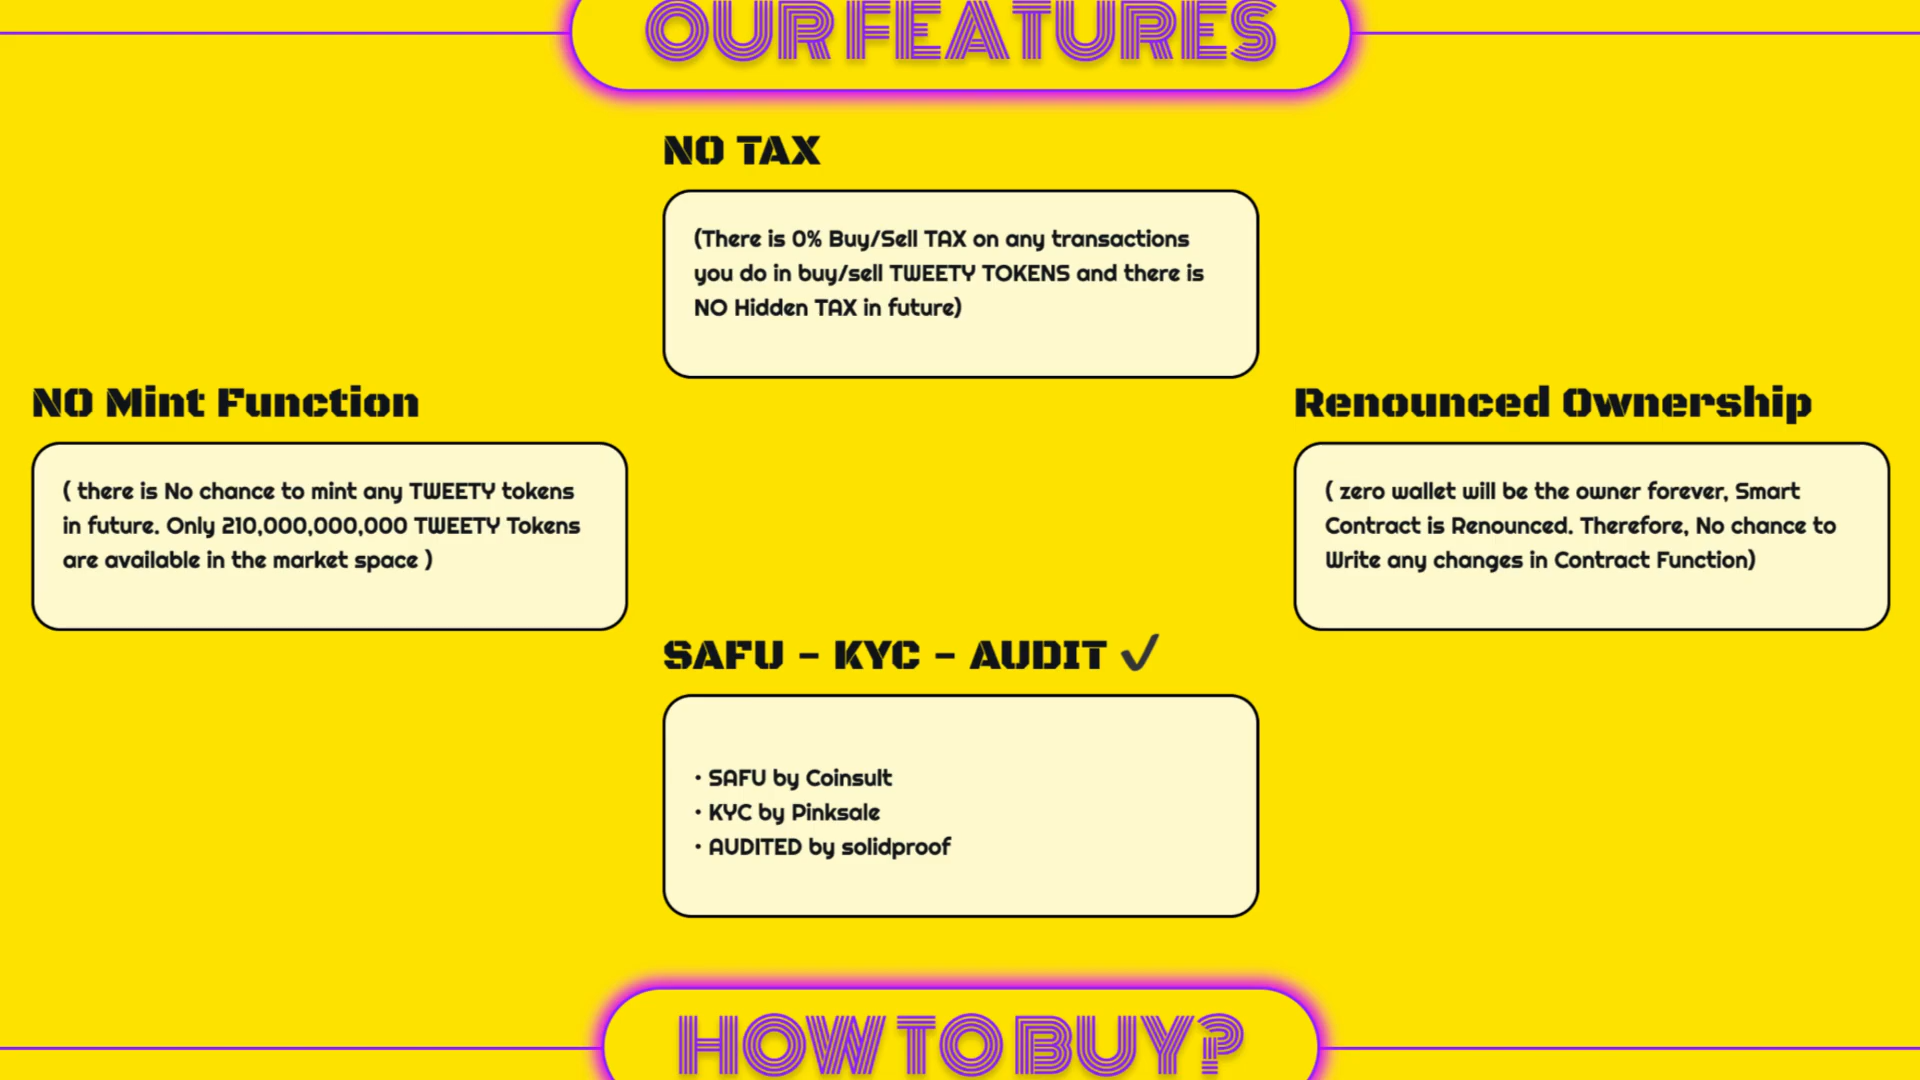 OUR FEATURES
NO TAX
(There is 0% Buy/Sell TAX on any transactions
you do in buy/sell TWEETY TOKENS and there is
NO Hidden TAX in future)
NO Mint Function
( there is No chance to mint any TWEETY tokens
in future. Only 210,000,000,000 TWEETY Tokens
are available in the market space )
Renounced Ownership
( zero wallet will be the owner forever, Smart
Contract is Renounced. Therefore, No chance to
Write any changes in Contract Function)
SAFU - KYC - AUDIT ✓
• SAFU by Coinsult
• KYC by Pinksale
• AUDITED by solidproof
HOW TO BUY?